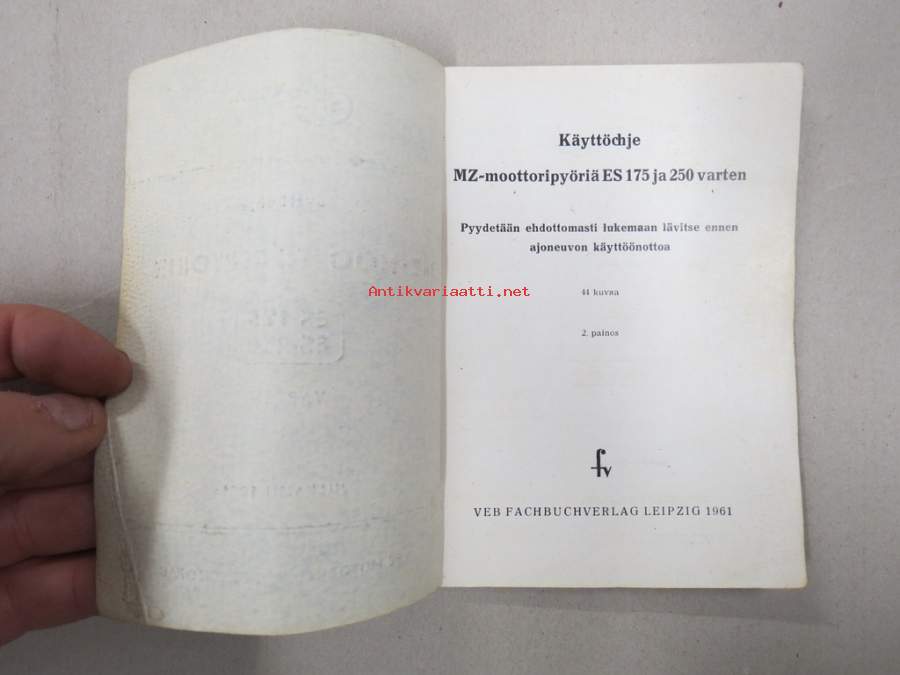 Käyttöchje
MZ-moottoripyöriä ES 175 ja 250 varten
Pyydetään ehdottomasti lukemaan lävitse ennen
ajoneuvon käyttöönottoa
Antikvariaatti.net
44 kuvaa
2. painos
fv
VEB FACHBUCHVERLAG LEIPZIG 1961